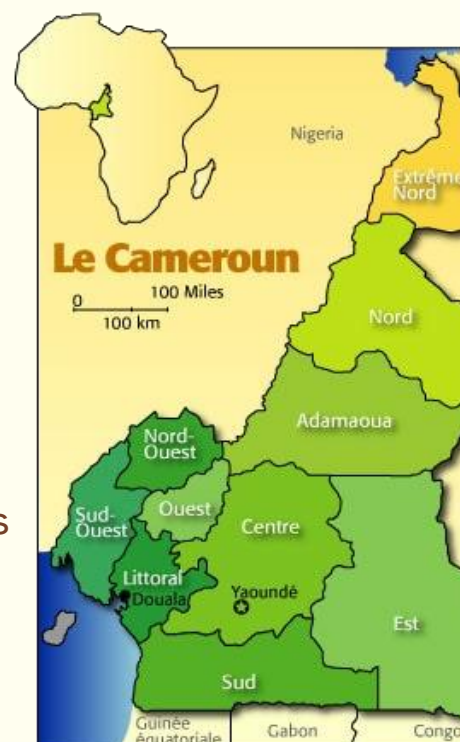 Nigeria
Extrême
Nord
Le Cameroun
0
100 Miles
100 km
Nord
Adamaoua
Nord-
Ouest
Sud-
Ouest
Ouest
Centre
s
Littoral
Douala
Yaoundé
Est
Sud
Guinée
équatoriale
Gabon
Congo